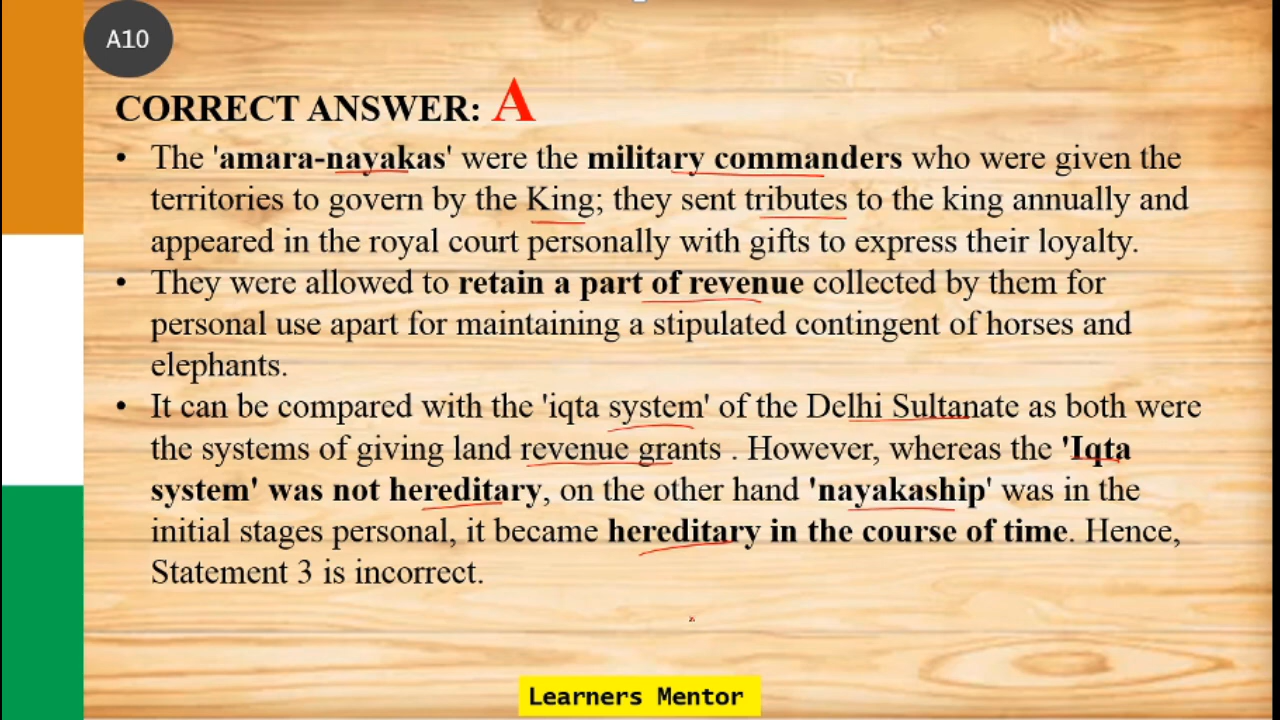 A10
CORRECT ANSWER: A
• The 'amara-nayakas' were the military commanders who were given the
territories to govern by the King; they sent tributes to the king annually and
appeared in the royal court personally with gifts to express their loyalty.
• They were allowed to retain a part of revenue collected by them for
personal use apart for maintaining a stipulated contingent of horses and
elephants.
• It can be compared with the 'iqta system' of the Delhi Sultanate as both were
the systems of giving land revenue grants . However, whereas the 'Iqta
system' was not hereditary, on the other hand 'nayakaship' was in the
initial stages personal, it became hereditary in the course of time. Hence,
Statement 3 is incorrect.
Learners Mentor